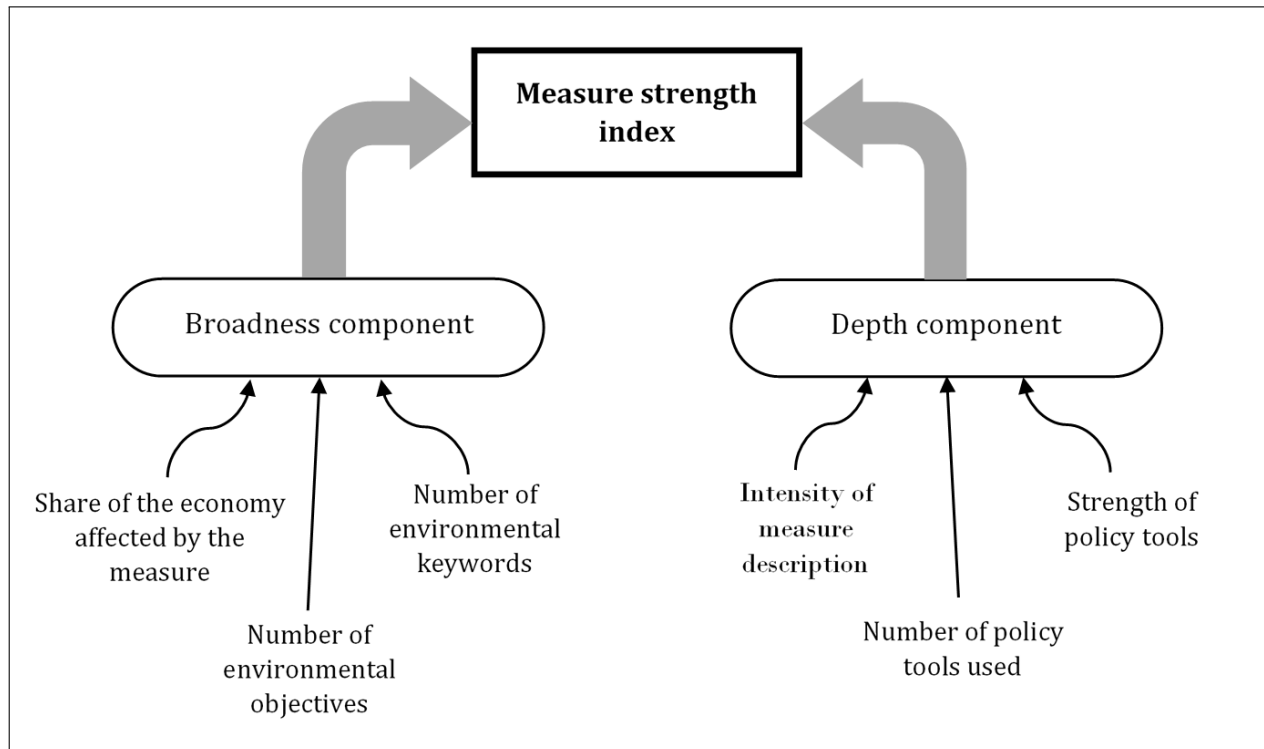 Measure strength
index
Broadness component
Depth component
Share of the economy
affected by the
measure
Number of
environmental
objectives
Number of
environmental
keywords
Intensity of
measure
description
Number of policy
tools used
Strength of
policy tools